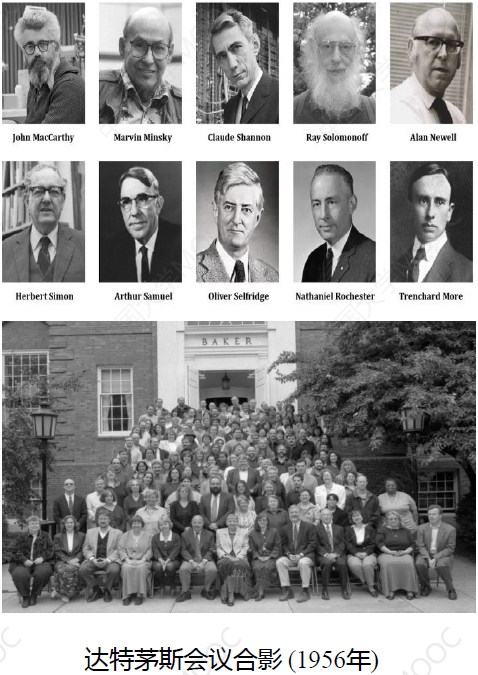 John MacCarthy
Marvin Minsky
Claude Shannon
Ray Solomonoff
Alan Newell
Herbert Simon
Arthur Samuel
Oliver Selfridge
Nathaniel Rochester
Trenchard More
BAKER
达特茅斯会议合影 (1956年)